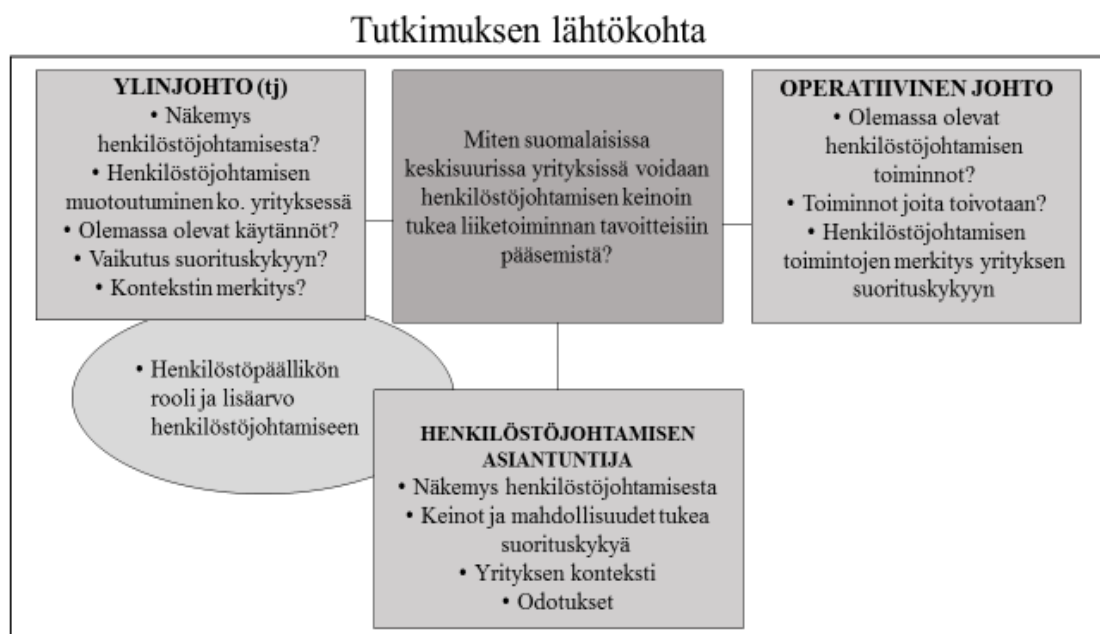 Tutkimuksen lähtökohta
YLINJOHTO (tj)
• Näkemys
henkilöstöjohtamisesta?
• Henkilöstöjohtamisen
muotoutuminen ko. yrityksessä
• Olemassa olevat käytännöt?
• Vaikutus suorituskykyyn?
• Kontekstin merkitys?
Miten suomalaisissa
keskisuurissa yrityksissä voidaan
henkilöstöjohtamisen keinoin
tukea liiketoiminnan tavoitteisiin
pääsemistä?
OPERATIIVINEN JOHTO
• Olemassa olevat
henkilöstöjohtamisen
toiminnot?
• Toiminnot joita toivotaan?
• Henkilöstöjohtamisen
toimintojen merkitys yrityksen
suorituskykyyn
• Henkilöstöpäällikön
rooli ja lisäarvo
henkilöstöjohtamiseen
HENKILÖSTÖJOHTAMISEN
ASIANTUNTIJA
• Näkemys henkilöstöjohtamisesta
• Keinot ja mahdollisuudet tukea
suorituskykyä
• Yrityksen konteksti
• Odotukset